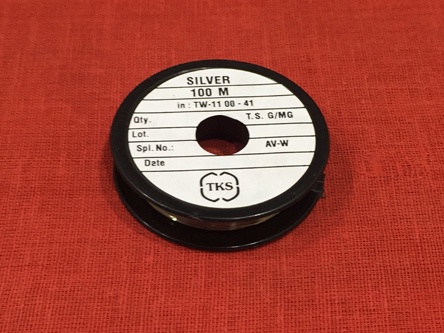 SILVER
100 M
in : TW-11 00 - 41
Qty. T.S. G/MG
Lot.
Spl. No.: AV-W
Date
TKS